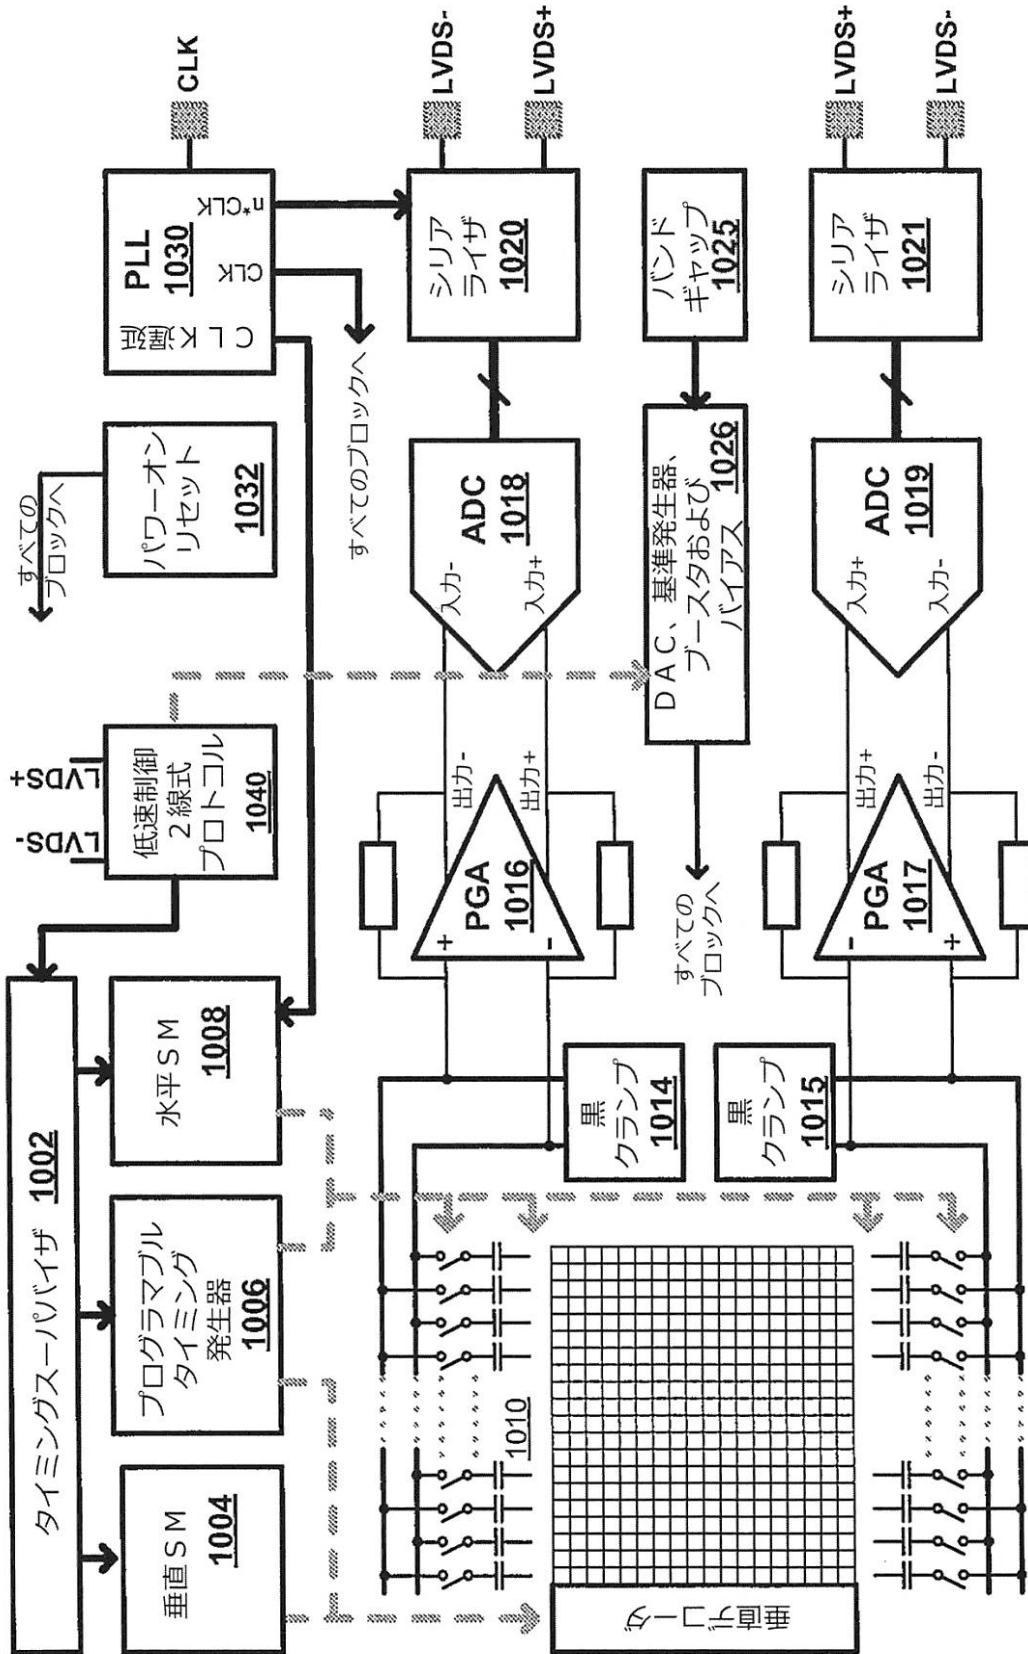 タイミングスーパバイザ 1002
垂直SM
1004
プログラマブル
タイミング
発生器
1006
水平SM
1008
LVDS-
LVDS+
低速制御
2線式
プロトコル
1040
すべての
ブロックへ
パワーオン
リセット
1032
PLL
1030
CLK遅延
CLK
n*CLK
CLK
すべてのブロックへ
1010
垂直デコーダ
黒
クランプ
1014
+
-
PGA
1016
出力-
出力+
入力-
入力+
ADC
1018
シリア
ライザ
1020
LVDS-
LVDS+
すべての
ブロックへ
DAC、基準発生器、
ブースタおよび
バイアス
1026
バンド
ギャップ
1025
黒
クランプ
1015
-
+
PGA
1017
出力+
出力-
入力+
入力-
ADC
1019
シリア
ライザ
1021
LVDS+
LVDS-